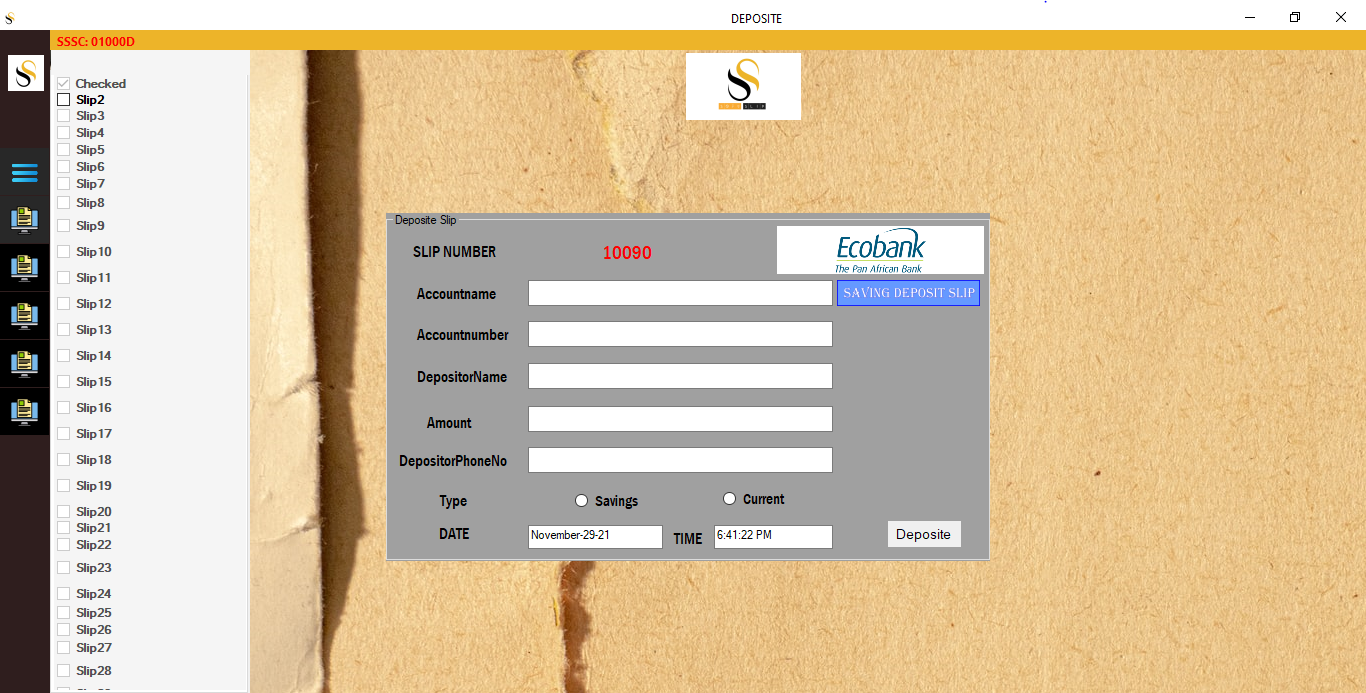 DEPOSITE
SSSC: 01000D
Checked
Slip2
Slip3
Slip4
Slip5
Slip6
Slip7
Slip8
Slip9
Slip10
Slip11
Slip12
Slip13
Slip14
Slip15
Slip16
Slip17
Slip18
Slip19
Slip20
Slip21
Slip22
Slip23
Slip24
Slip25
Slip26
Slip27
Slip28
Deposite Slip
SLIP NUMBER 10090
Ecobank
The Pan African Bank
Accountname SAVING DEPOSIT SLIP
Accountnumber
DepositorName
Amount
DepositorPhoneNo
Type Savings Current
DATE November-29-21 TIME 6:41:22 PM Deposite